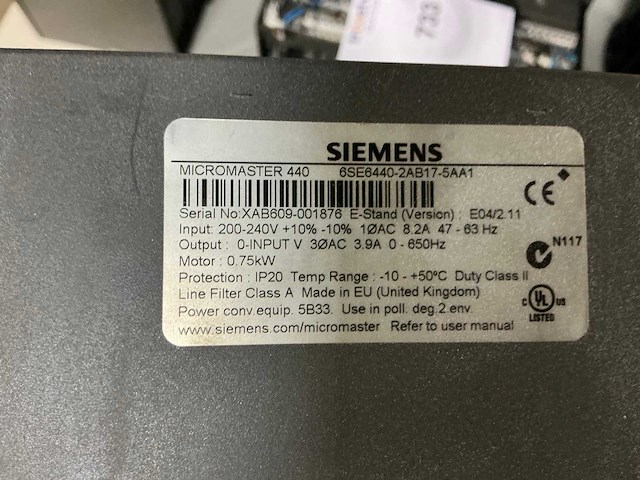 733
SIEMENS
MICROMASTER 440 6SE6440-2AB17-5AA1
Serial No:XAB609-001876 E-Stand (Version) : E04/2.11
Input: 200-240V +10% -10% 1ØAC 8.2A 47 - 63 Hz
Output : 0-INPUT V 3ØAC 3.9A 0 - 650Hz
Motor : 0.75kW
Protection : IP20 Temp Range : -10 - +50°C Duty Class II
Line Filter Class A Made in EU (United Kingdom)
Power conv.equip. 5B33. Use in poll. deg.2 env.
www.siemens.com/micromaster Refer to user manual
CE
N117
C UL US
LISTED